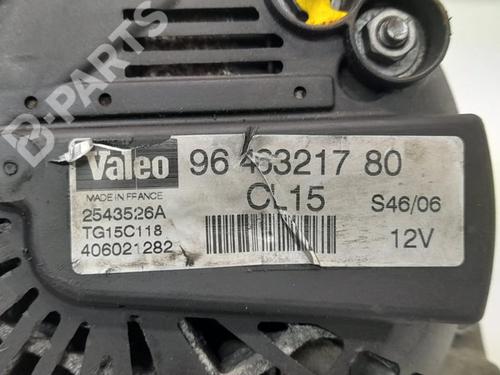 B-PARTS
Valeo
96 463217 80
MADE IN FRANCE
CL15
S46/06
2543526A
TG15C118
12V
406021282